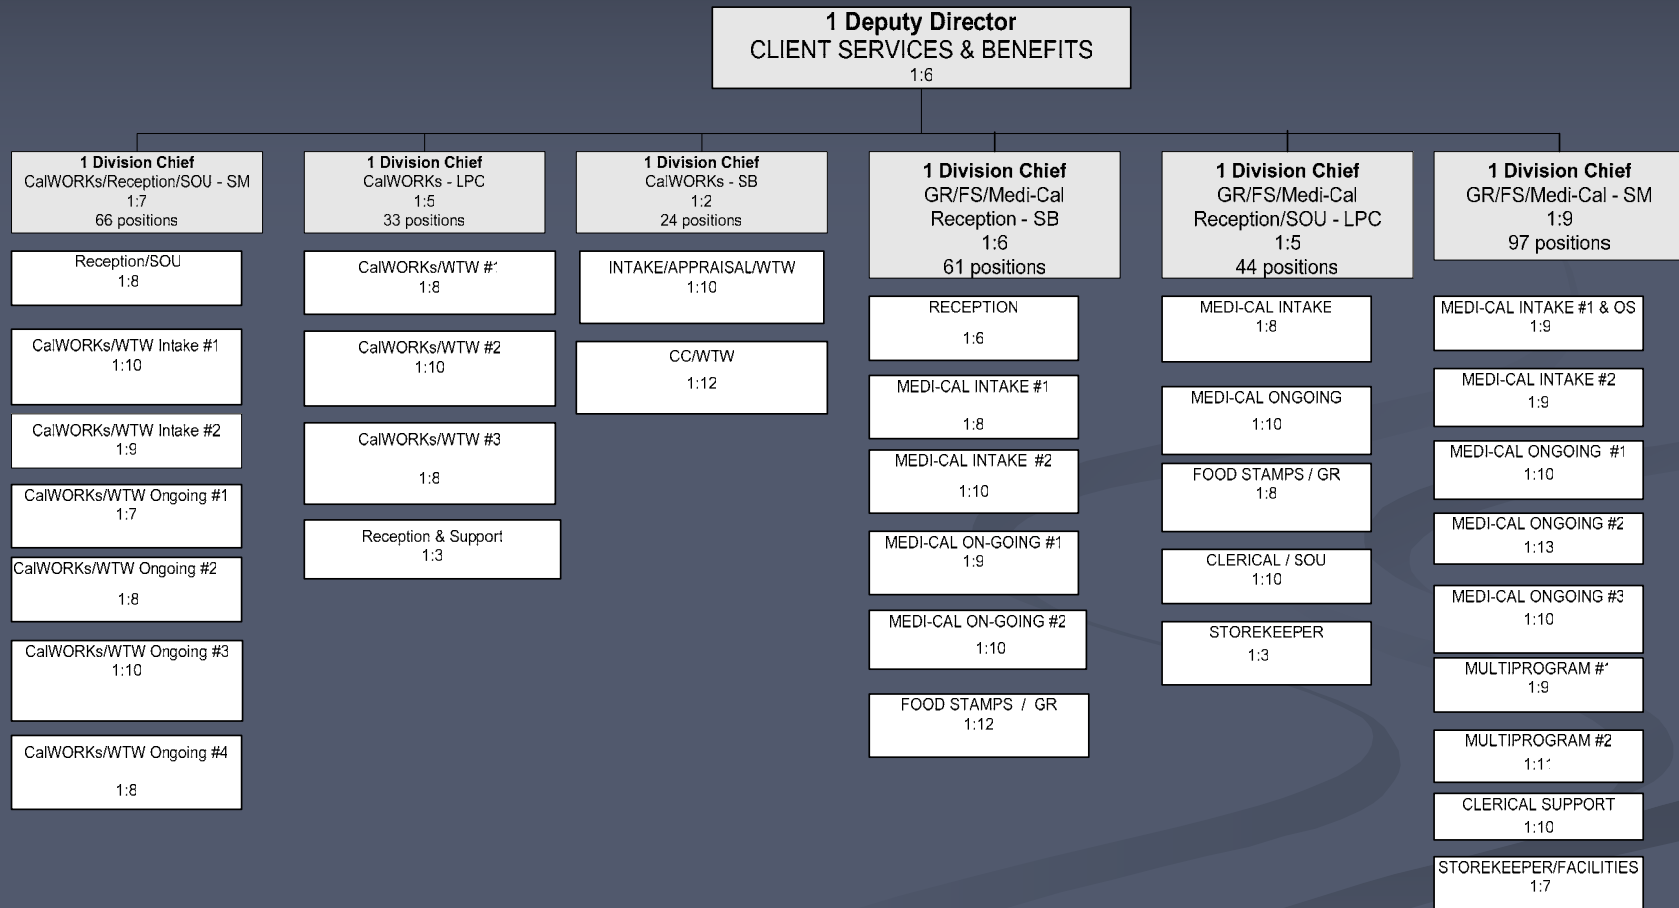 1 Deputy Director
CLIENT SERVICES & BENEFITS
1:6
1 Division Chief
CalWORKs/Reception/SOU - SM
1:7
66 positions
Reception/SOU
1:8
CalWORKs/WTW Intake #1
1:10
CalWORKs/WTW Intake #2
1:9
CalWORKs/WTW Ongoing #1
1:7
CalWORKs/WTW Ongoing #2
1:8
CalWORKs/WTW Ongoing #3
1:10
CalWORKs/WTW Ongoing #4
1:8
1 Division Chief
CalWORKs - LPC
1:5
33 positions
CalWORKs/WTW #1
1:8
CalWORKs/WTW #2
1:10
CalWORKs/WTW #3
1:8
Reception & Support
1:3
1 Division Chief
CalWORKs - SB
1:2
24 positions
INTAKE/APPRAISAL/WTW
1:10
CC/WTW
1:12
1 Division Chief
GR/FS/Medi-Cal
Reception - SB
1:6
61 positions
RECEPTION
1:6
MEDI-CAL INTAKE #1
1:8
MEDI-CAL INTAKE #2
1:10
MEDI-CAL ON-GOING #1
1:9
MEDI-CAL ON-GOING #2
1:10
FOOD STAMPS / GR
1:12
1 Division Chief
GR/FS/Medi-Cal
Reception/SOU - LPC
1:5
44 positions
MEDI-CAL INTAKE
1:8
MEDI-CAL ONGOING
1:10
FOOD STAMPS / GR
1:8
CLERICAL / SOU
1:10
STOREKEEPER
1:3
1 Division Chief
GR/FS/Medi-Cal - SM
1:9
97 positions
MEDI-CAL INTAKE #1 & OS
1:9
MEDI-CAL INTAKE #2
1:9
MEDI-CAL ONGOING #1
1:10
MEDI-CAL ONGOING #2
1:13
MEDI-CAL ONGOING #3
1:10
MULTIPROGRAM #1
1:9
MULTIPROGRAM #2
1:11
CLERICAL SUPPORT
1:10
STOREKEEPER/FACILITIES
1:7